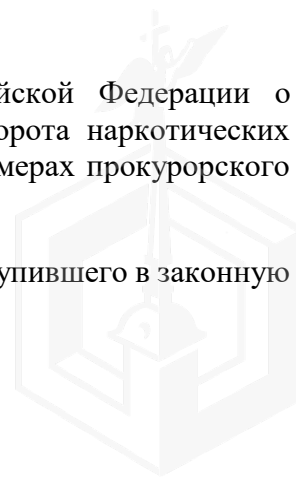 йской Федерации о
орота наркотических
мерах прокурорского
упившего в законную